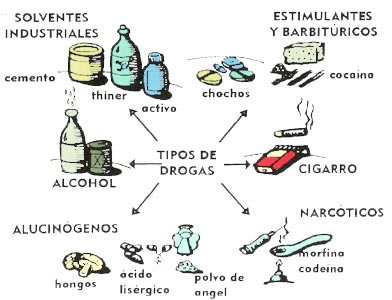 SOLVENTES
INDUSTRIALES
cemento
thiner
activo
ESTIMULANTES
Y BARBITÚRICOS
chochos
cocaína
ALCOHOL
TIPOS DE
DROGAS
CIGARRO
ALUCINÓGENOS
hongos
ácido
lisérgico
polvo de
angel
NARCÓTICOS
morfina
codeína